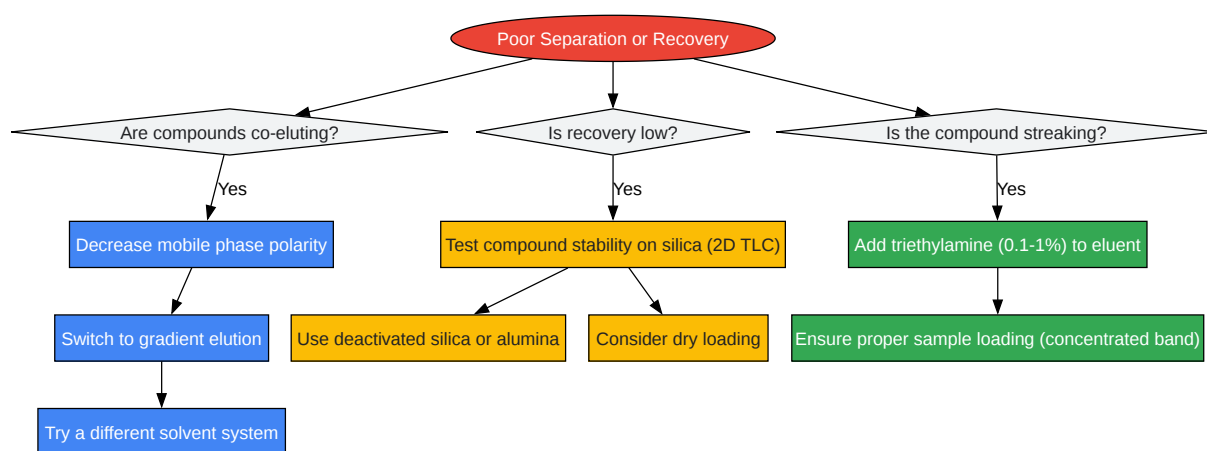 Poor Separation or Recovery
Are compounds co-eluting?
Is recovery low?
Is the compound streaking?
Yes
Yes
Yes
Decrease mobile phase polarity
Test compound stability on silica (2D TLC)
Add triethylamine (0.1-1%) to eluent
Switch to gradient elution
Use deactivated silica or alumina
Consider dry loading
Ensure proper sample loading (concentrated band)
Try a different solvent system